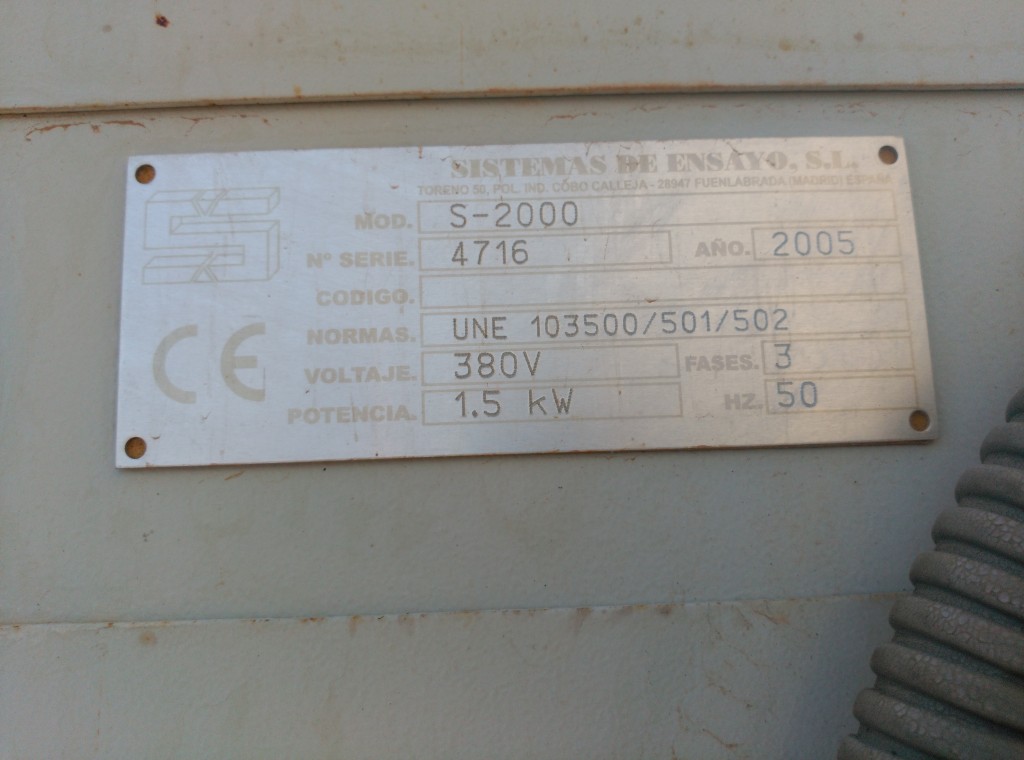 SISTEMAS DE ENSAYO, S.L.
TORENO 50, POL. IND. COBO CALLEJA - 28947 FUENLABRADA (MADRID) ESPAÑA
MOD. S-2000
Nº SERIE. 4716 AÑO. 2005
CODIGO.
NORMAS. UNE 103500/501/502
VOLTAJE. 380V FASES. 3
POTENCIA. 1.5 kW HZ. 50
CE